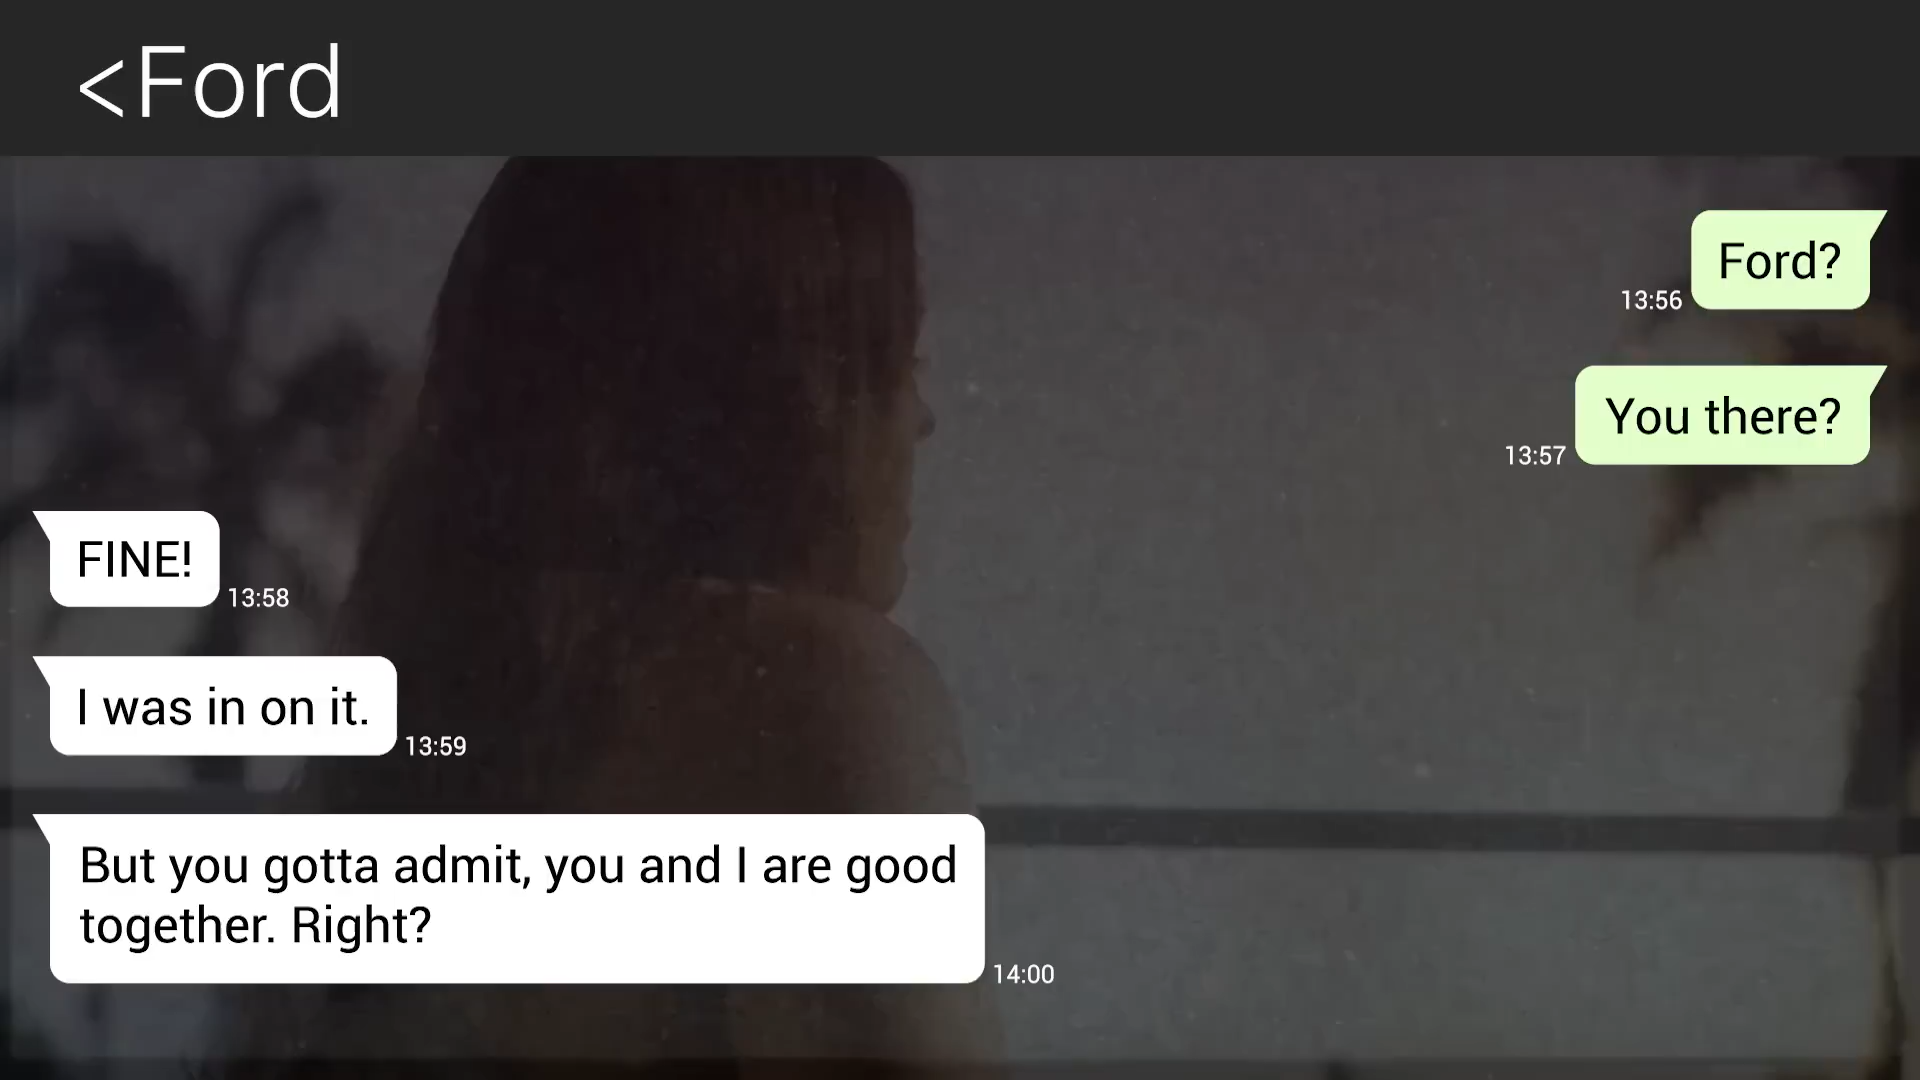 <Ford
Ford?
13:56
You there?
13:57
FINE!
13:58
I was in on it.
13:59
But you gotta admit, you and I are good
together. Right?
14:00